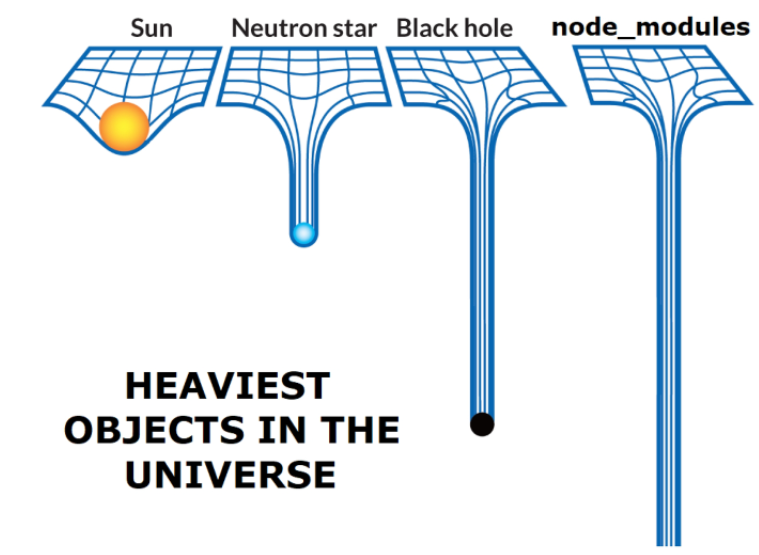 Sun
Neutron star
Black hole
node_modules
HEAVIEST
OBJECTS IN THE
UNIVERSE